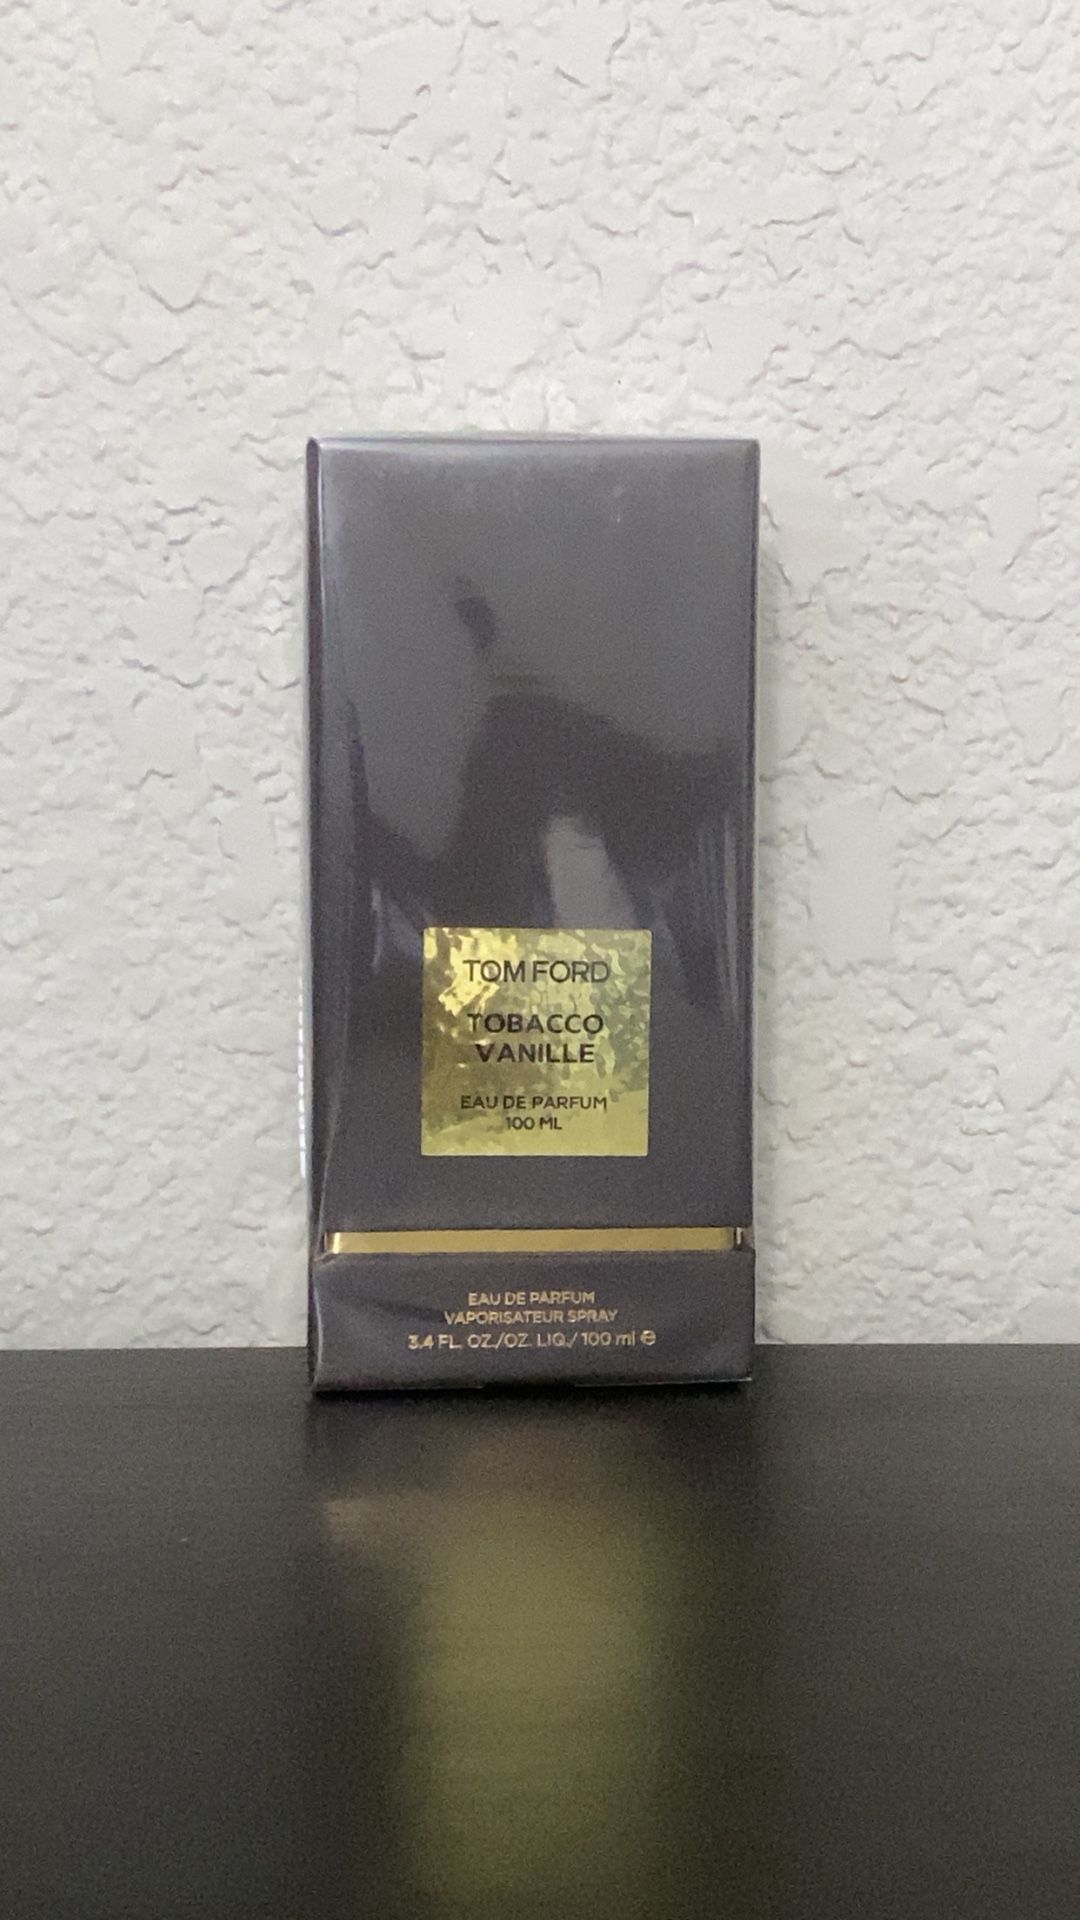 TOM FORD
TOBACCO
VANILLE
EAU DE PARFUM
100 ML
EAU DE PARFUM
VAPORISATEUR SPRAY
3.4 FL. OZ./OZ. LIQ./ 100 ml ℮